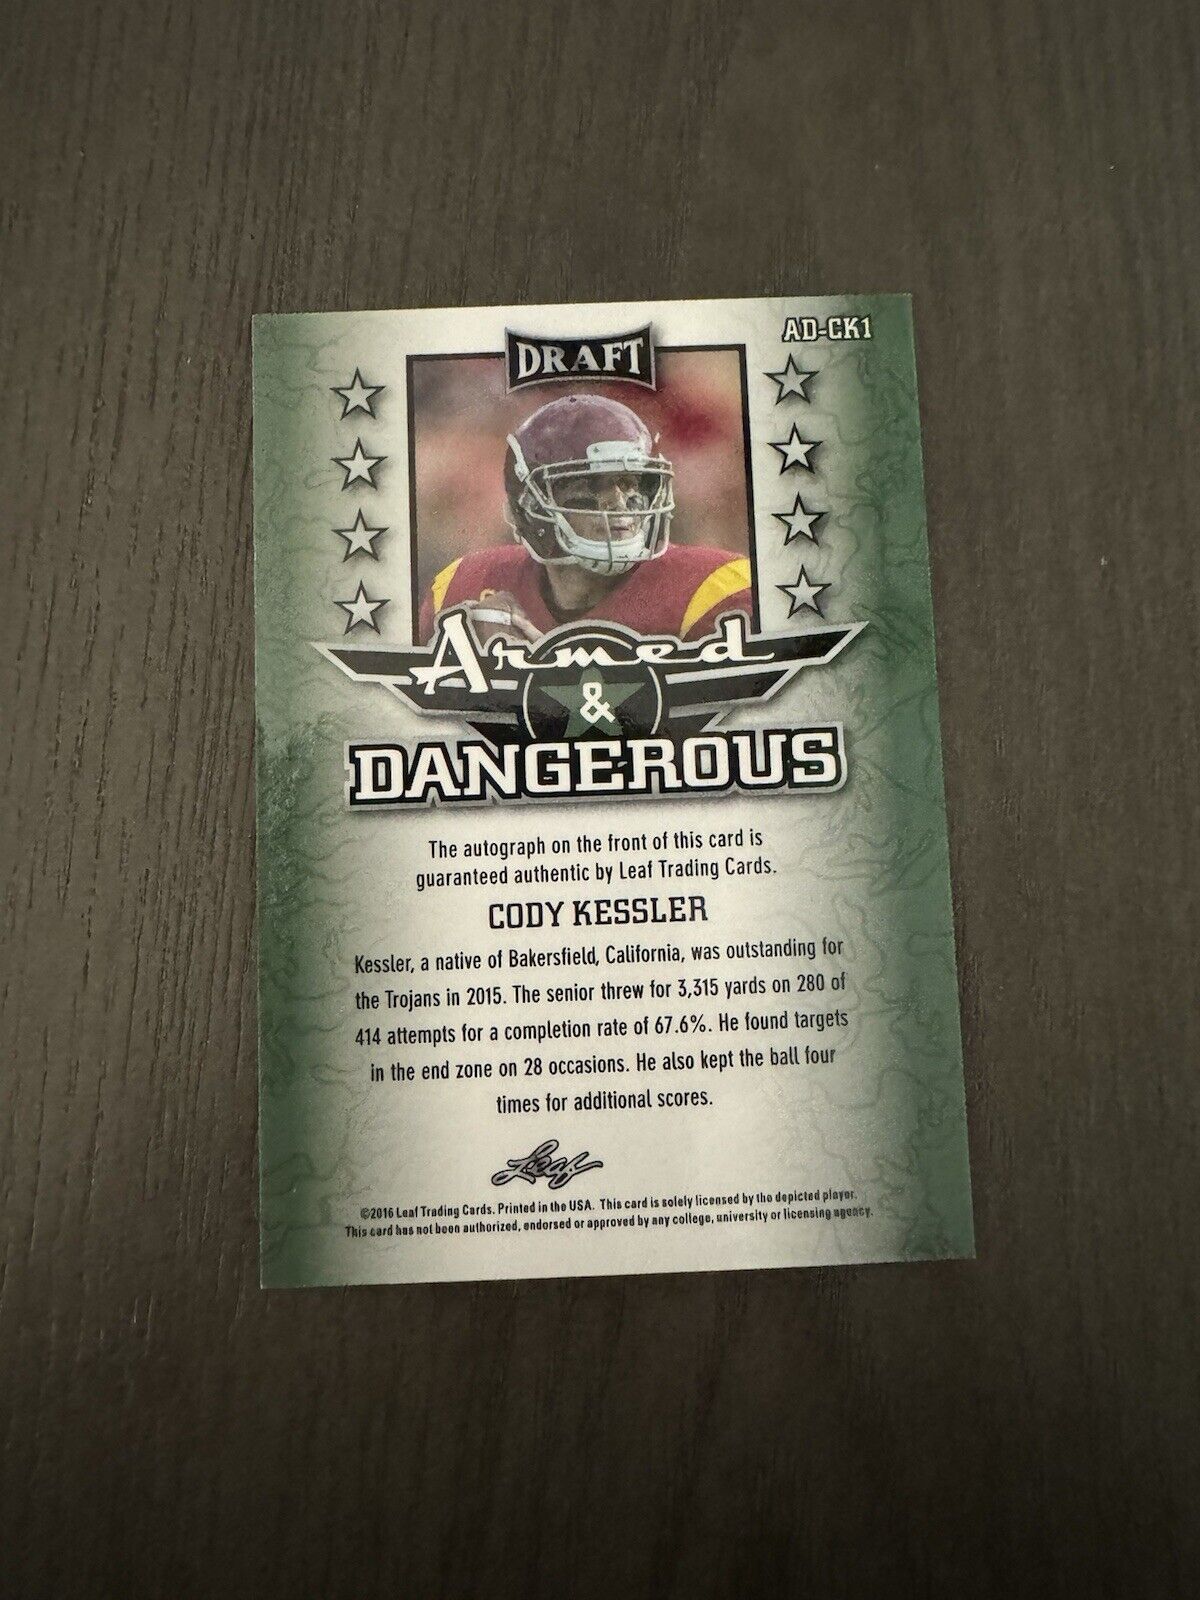 AD-CK1
DRAFT
Armed
&
DANGEROUS
The autograph on the front of this card is
guaranteed authentic by Leaf Trading Cards.
CODY KESSLER
Kessler, a native of Bakersfield, California, was outstanding for
the Trojans in 2015. The senior threw for 3,315 yards on 280 of
414 attempts for a completion rate of 67.6%. He found targets
in the end zone on 28 occasions. He also kept the ball four
times for additional scores.
Leaf
©2016 Leaf Trading Cards. Printed in the USA. This card is solely licensed by the depicted player.
This card has not been authorized, endorsed or approved by any college, university or licensing agency.